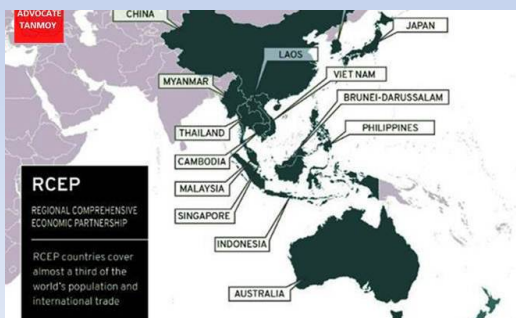 ADVOCATE
TANMOY
CHINA
JAPAN
LAOS
MYANMAR
VIET NAM
BRUNEI-DARUSSALAM
THAILAND
PHILIPPINES
CAMBODIA
MALAYSIA
SINGAPORE
INDONESIA
AUSTRALIA
RCEP
REGIONAL COMPREHENSIVE
ECONOMIC PARTNERSHIP
RCEP countries cover
almost a third of the
world's population and
international trade